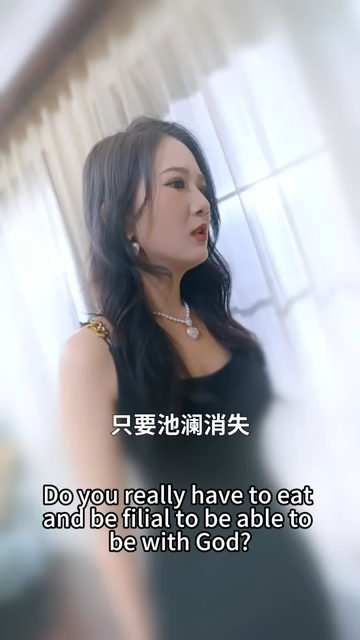 只要池澜消失
Do you really have to eat
and be filial to be able to
be with God?